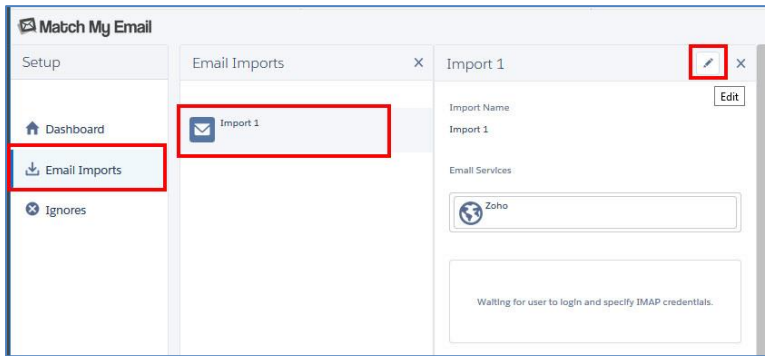 Match My Email
Setup
Dashboard
Email Imports
Ignores
Email Imports
Import 1
Import 1
Edit
Import Name
Import 1
Email Services
Zoho
Waiting for user to login and specify IMAP credentials.